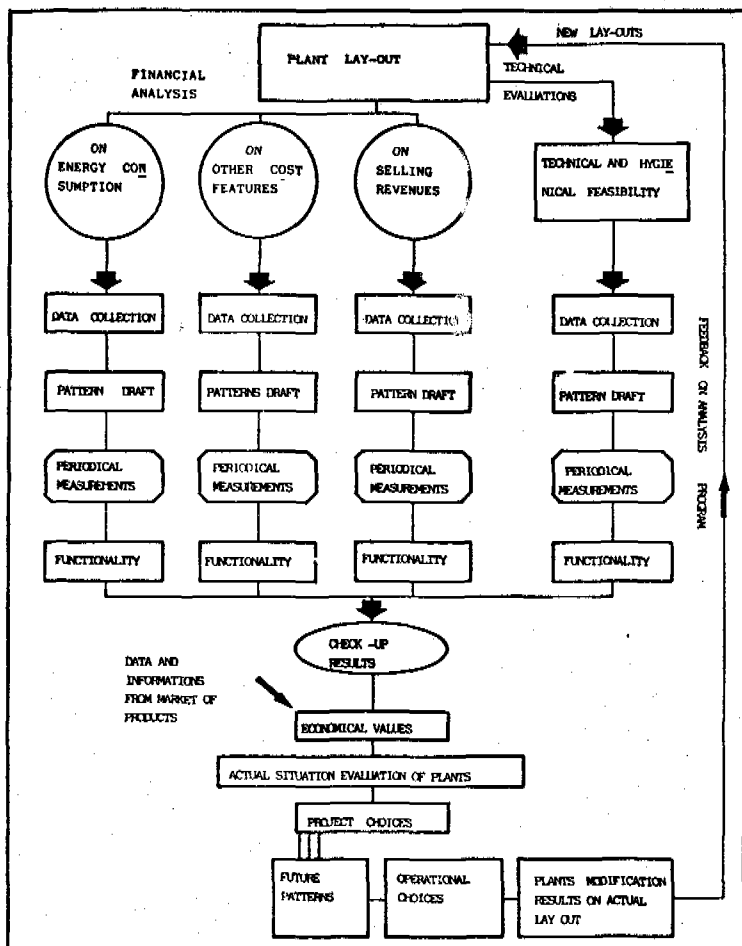 NEW LAY-OUTS
PLANT LAY-OUT
FINANCIAL
ANALYSIS
TECHNICAL
EVALUATIONS
ON
ENERGY CON
SUMPTION
ON
OTHER COST
FEATURES
ON
SELLING
REVENUES
TECHNICAL AND HYGIE
NICAL FEASIBILITY
DATA COLLECTION
DATA COLLECTION
DATA COLLECTIO
DATA COLLECTION
PATTERN DRAFT
PATTERNS DRAFT
PATTERN DRAFT
PATTERN DRAFT
PERIODICAL
MEASUREMENTS
PERIODICAL
MEASUREMENTS
PERIODICAL
MEASUREMENTS
PERIODICAL
MEASUREMENTS
FUNCTIONALITY
FUNCTIONALITY
FUNCTIONALITY
FUNCTIONALITY
FEEDBACK ON ANALYSIS PROGRAM
CHECK-UP
RESULTS
DATA AND
INFORMATIONS
FROM MARKET OF
PRODUCTS
ECONOMICAL VALUES
ACTUAL SITUATION EVALUATION OF PLANTS
PROJECT CHOICES
FUTURE
PATTERNS
OPERATIONAL
CHOICES
PLANTS MODIFICATION
RESULTS ON ACTUAL
LAY OUT